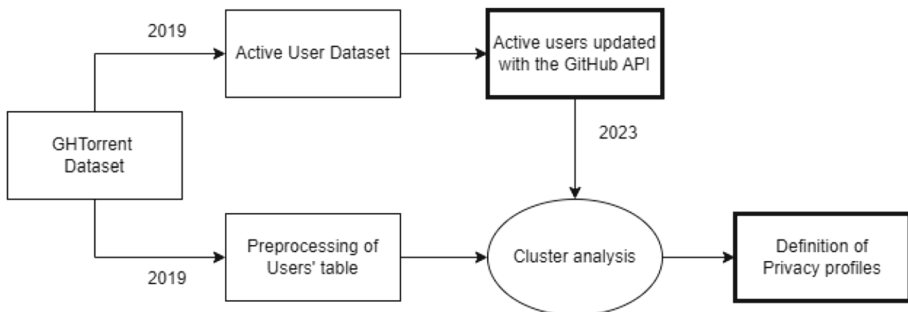 2019
Active User Dataset
Active users updated
with the GitHub API
GHTorrent
Dataset
2023
2019
Preprocessing of
Users' table
Cluster analysis
Definition of
Privacy profiles